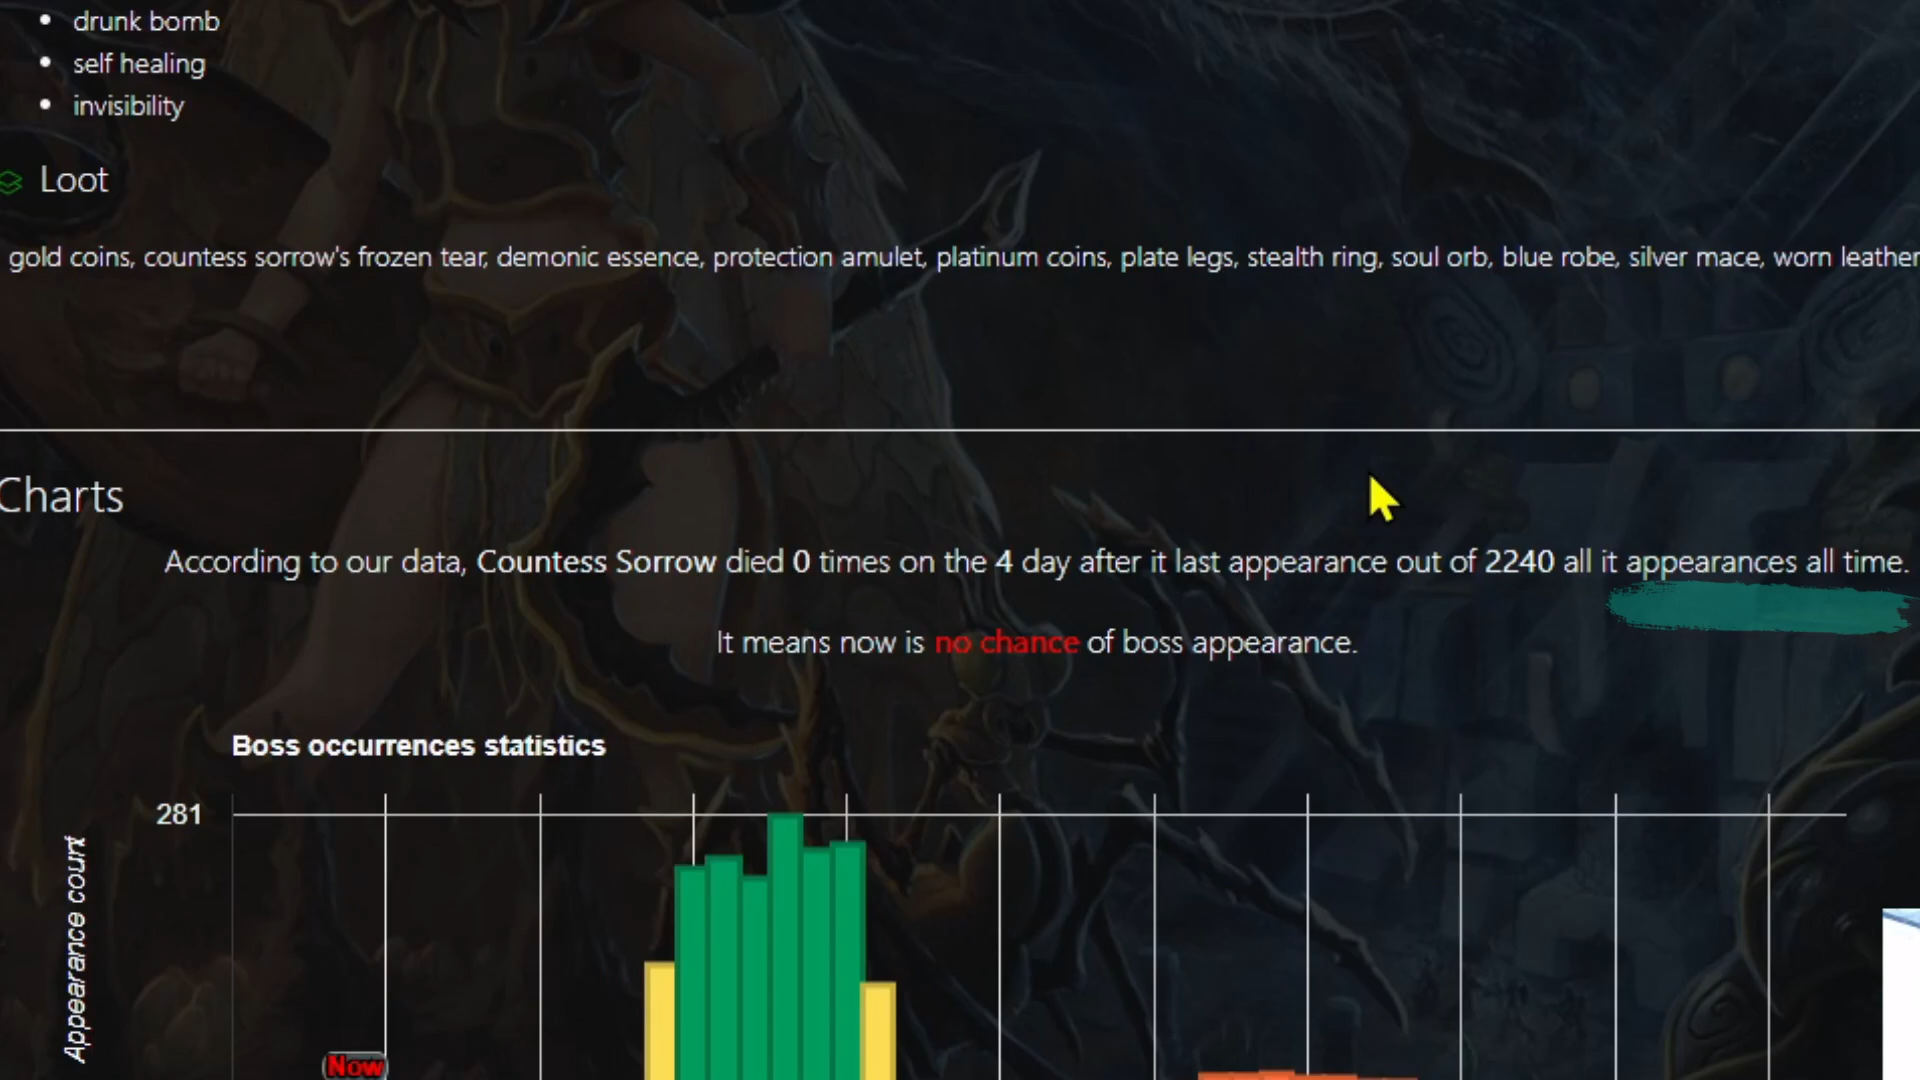 drunk bomb
self healing
invisibility
Loot
gold coins, countess sorrow's frozen tear, demonic essence, protection amulet, platinum coins, plate legs, stealth ring, soul orb, blue robe, silver mace, worn leather
Charts
According to our data, Countess Sorrow died 0 times on the 4 day after it last appearance out of 2240 all it appearances all time.
It means now is no chance of boss appearance.
Boss occurrences statistics
281
Appearance count
Now